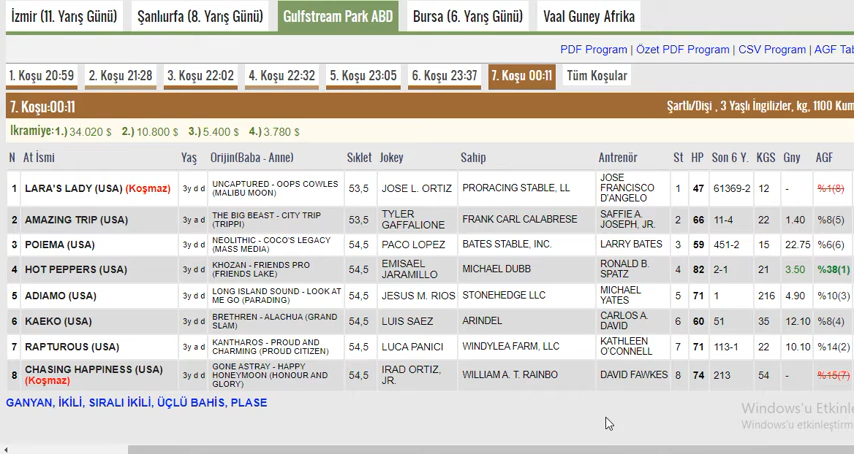 İzmir (11. Yarış Günü) Şanlıurfa (8. Yarış Günü) Gulfstream Park ABD Bursa (6. Yarış Günü) Vaal Guney Afrika
PDF Program | Özet PDF Program | CSV Program | AGF Tab
1. Koşu 20:59 2. Koşu 21:28 3. Koşu 22:02 4. Koşu 22:32 5. Koşu 23:05 6. Koşu 23:37 7. Koşu 00:11 Tüm Koşular
7. Koşu:00:11 Şartlı/Dişi , 3 Yaşlı İngilizler, kg, 1100 Kum
Ikramiye:1.) 34.020 $ 2.) 10.800 $ 3.) 5.400 $ 4.) 3.780 $
N At İsmi Yaş Orijin(Baba - Anne) Sıklet Jokey Sahip Antrenör St HP Son 6 Y. KGS Gny AGF
1 LARA'S LADY (USA) (Koşmaz) 3y d d UNCAPTURED - OOPS COWLES (MALIBU MOON) 53,5 JOSE L. ORTIZ PRORACING STABLE, LL JOSE FRANCISCO D'ANGELO 1 47 61369-2 12 - %1(8)
2 AMAZING TRIP (USA) 3y a d THE BIG BEAST - CITY TRIP (TRIPPI) 53,5 TYLER GAFFALIONE FRANK CARL CALABRESE SAFFIE A. JOSEPH, JR. 2 66 11-4 22 1.40 %8(5)
3 POIEMA (USA) 3y d d NEOLITHIC - COCO'S LEGACY (MASS MEDIA) 54,5 PACO LOPEZ BATES STABLE, INC. LARRY BATES 3 59 451-2 15 22.75 %6(6)
4 HOT PEPPERS (USA) 3y d d KHOZAN - FRIENDS PRO (FRIENDS LAKE) 54,5 EMISAEL JARAMILLO MICHAEL DUBB RONALD B. SPATZ 4 82 2-1 21 3.50 %38(1)
5 ADIAMO (USA) 3y d d LONG ISLAND SOUND - LOOK AT ME GO (PARADING) 54,5 JESUS M. RIOS STONEHEDGE LLC MICHAEL YATES 5 71 1 216 4.90 %10(3)
6 KAEKO (USA) 3y d d BRETHREN - ALACHUA (GRAND SLAM) 54,5 LUIS SAEZ ARINDEL CARLOS A. DAVID 6 60 51 35 12.10 %8(4)
7 RAPTUROUS (USA) 3y a d KANTHAROS - PROUD AND CHARMING (PROUD CITIZEN) 54,5 LUCA PANICI WINDYLEA FARM, LLC KATHLEEN O'CONNELL 7 71 113-1 22 10.10 %14(2)
8 CHASING HAPPINESS (USA) (Koşmaz) 3y d d GONE ASTRAY - HAPPY HONEYMOON (HONOUR AND GLORY) 54,5 IRAD ORTIZ, JR. WILLIAM A. T. RAINBO DAVID FAWKES 8 74 213 54 - %15(7)
GANYAN, İKİLİ, SIRALI İKİLİ, ÜÇLÜ BAHİS, PLASE
Windows'u Etkinle
Windows'u etkinleştirm